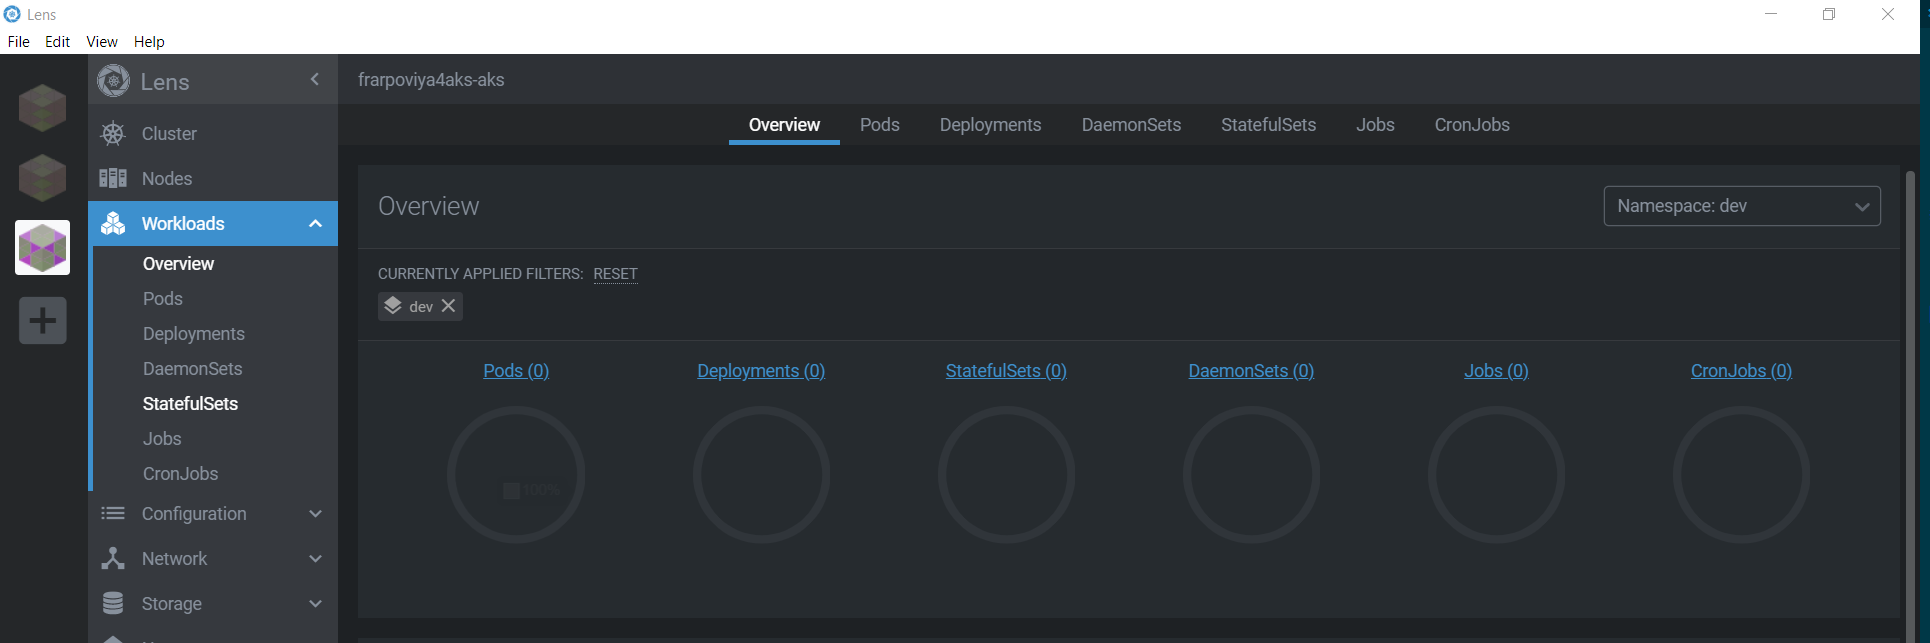 Lens
File Edit View Help
Lens
frarpoviya4aks-aks
Overview Pods Deployments DaemonSets StatefulSets Jobs CronJobs
Cluster
Nodes
Workloads
Overview
Pods
Deployments
DaemonSets
StatefulSets
Jobs
CronJobs
Configuration
Network
Storage
Overview
Namespace: dev
CURRENTLY APPLIED FILTERS: RESET
dev
Pods (0) Deployments (0) StatefulSets (0) DaemonSets (0) Jobs (0) CronJobs (0)
100%